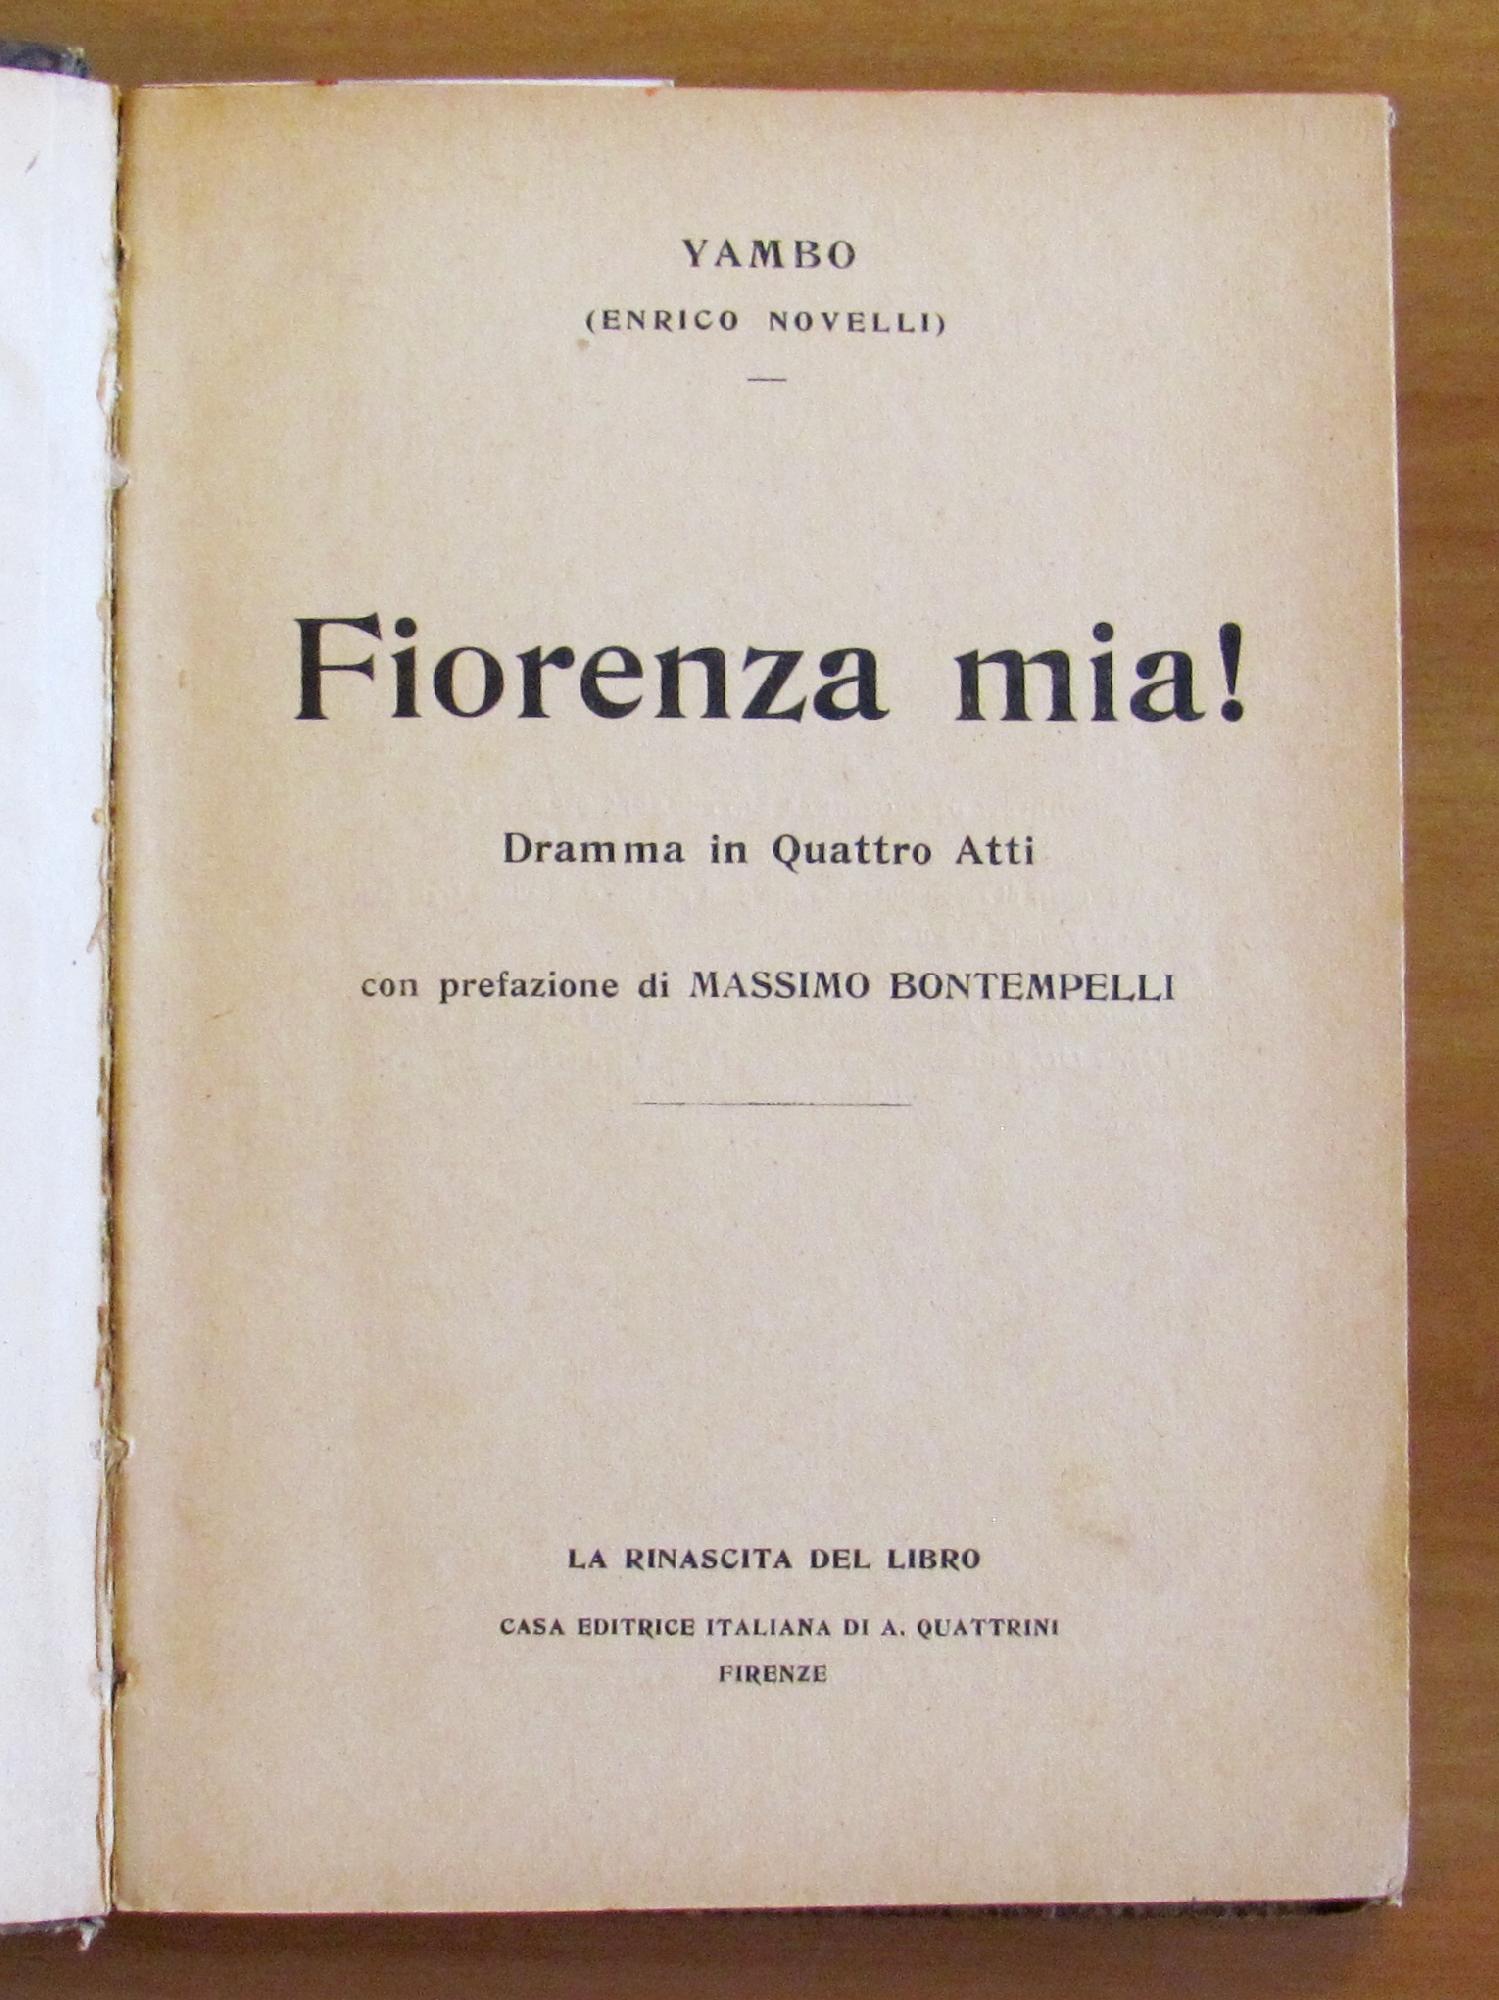 YAMBO
(ENRICO NOVELLI)
Fiorenza mia!
Dramma in Quattro Atti
con prefazione di MASSIMO BONTEMPELLI
LA RINASCITA DEL LIBRO
CASA EDITRICE ITALIANA DI A. QUATTRINI
FIRENZE